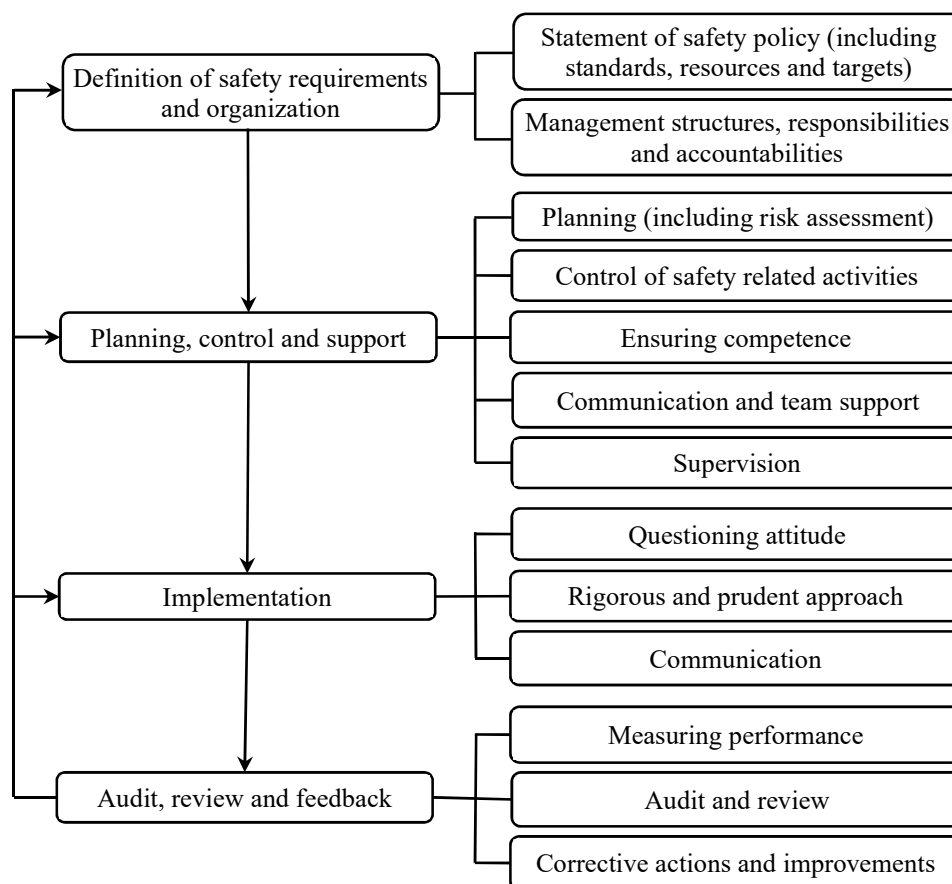 Statement of safety policy (including
standards, resources and targets)
Definition of safety requirements
and organization
Management structures, responsibilities
and accountabilities
Planning (including risk assessment)
Control of safety related activities
Planning, control and support
Ensuring competence
Communication and team support
Supervision
Questioning attitude
Implementation
Rigorous and prudent approach
Communication
Measuring performance
Audit, review and feedback
Audit and review
Corrective actions and improvements